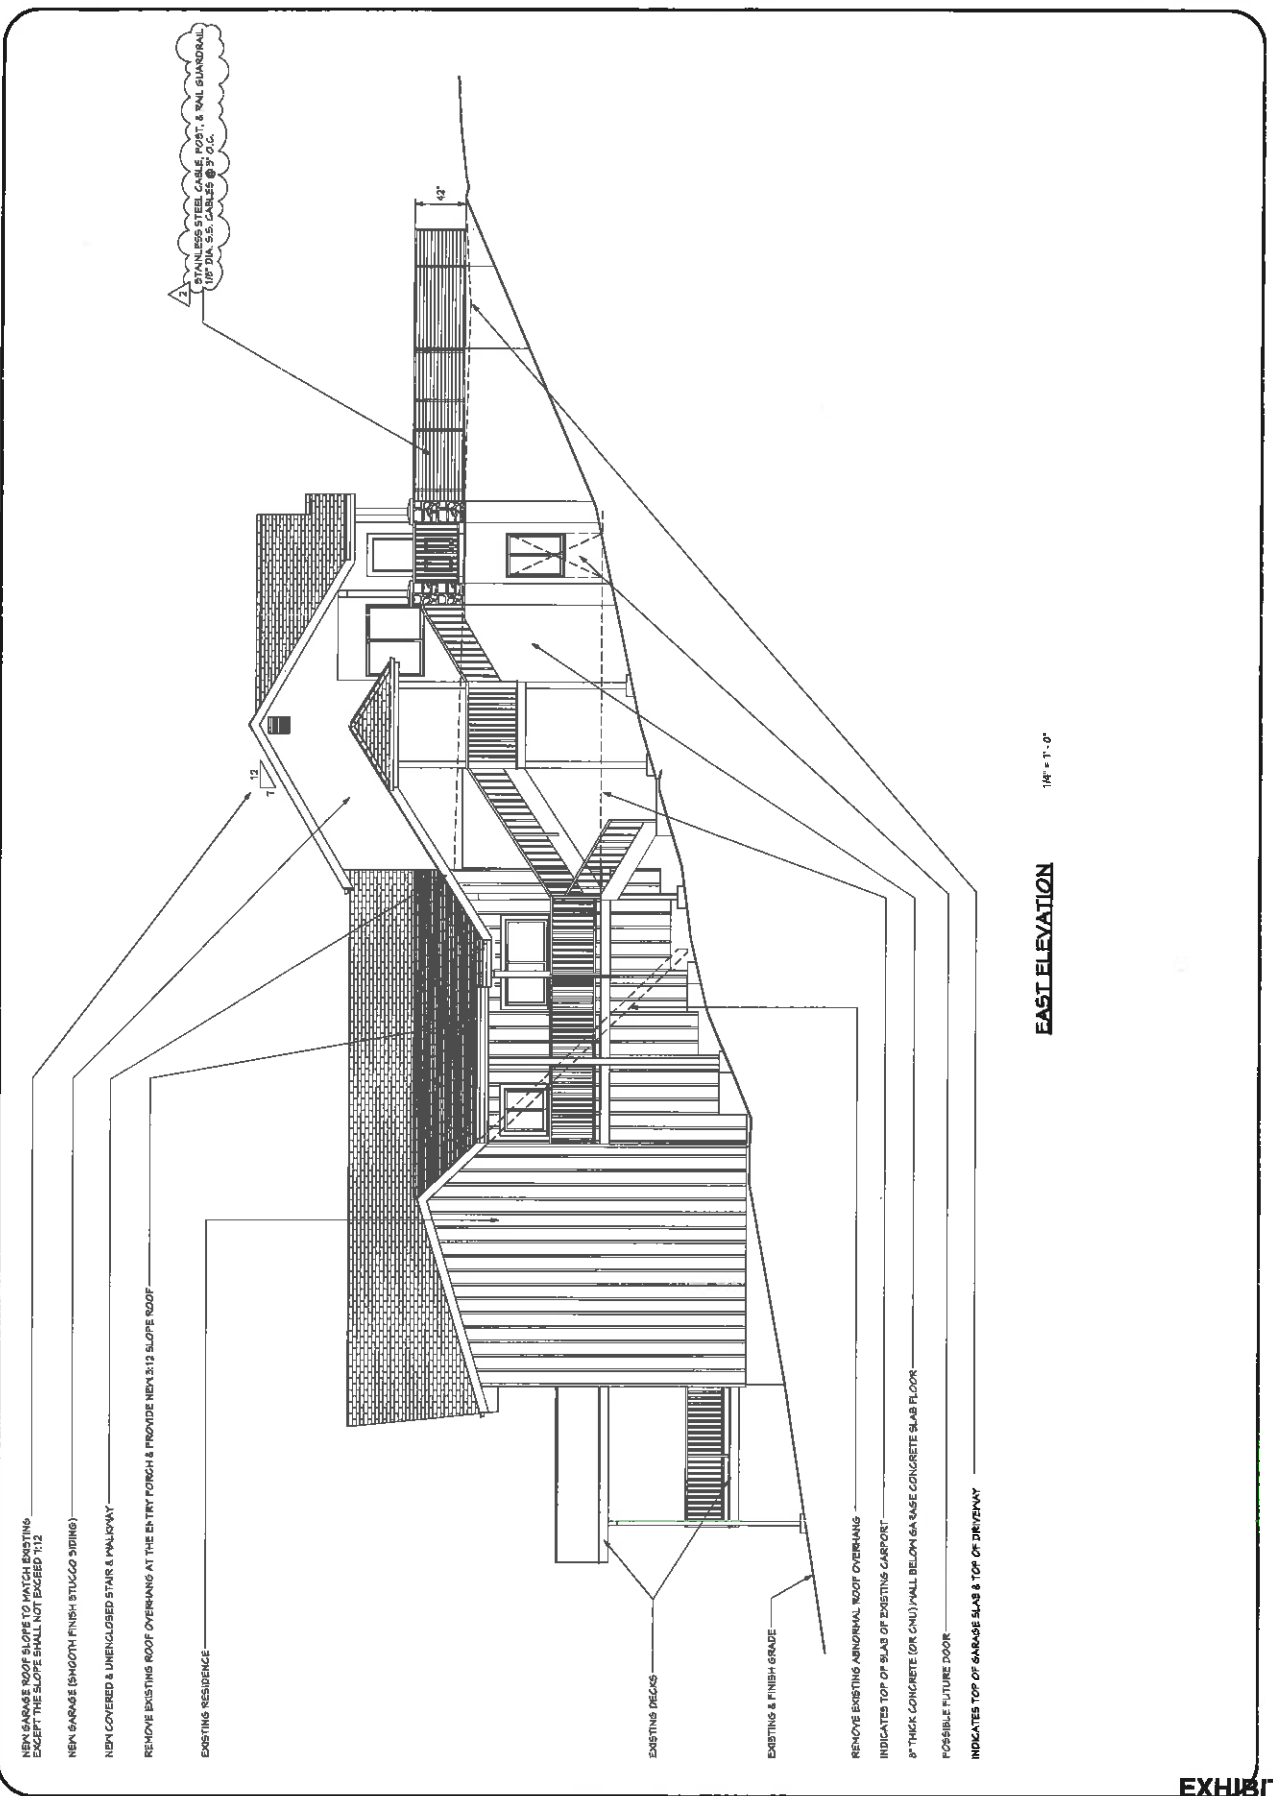 NEW GARAGE ROOF SLOPE TO MATCH EXISTING
EXCEPT THE SLOPE SHALL NOT EXCEED 7:12
NEW GARAGE (SMOOTH FINISH STUCCO SIDING)
NEW COVERED & UNENCLOSED STAIR & WALKWAY
REMOVE EXISTING ROOF OVERHANG AT THE ENTRY PORCH & PROVIDE NEW 3:12 SLOPE ROOF
EXISTING RESIDENCE
2
STAINLESS STEEL CABLE, POST, & RAIL GUARDRAIL
1/8" DIA. S.S. CABLES @ 3" O.C.
12
7
42"
EXISTING DECKS
EXISTING & FINISH GRADE
REMOVE EXISTING ABNORMAL ROOF OVERHANG
INDICATES TOP OF SLAB OF EXISTING CARPORT
8" THICK CONCRETE (OR CMU) WALL BELOW GARAGE CONCRETE SLAB FLOOR
POSSIBLE FUTURE DOOR
INDICATES TOP OF GARAGE SLAB & TOP OF DRIVEWAY
EAST ELEVATION
1/4" = 1'-0"
EXHIBIT